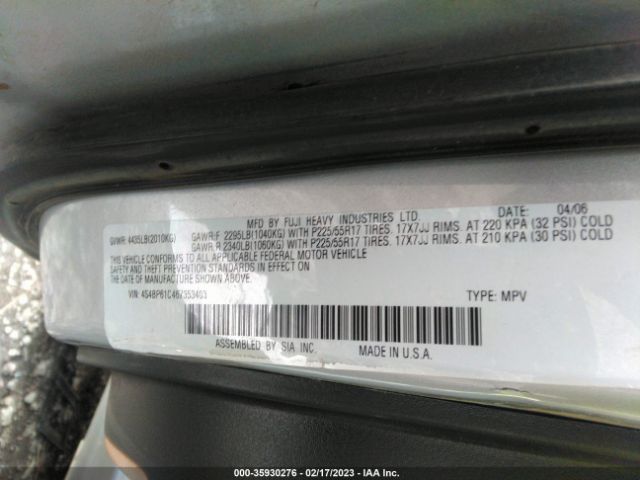 MFD BY FUJI HEAVY INDUSTRIES LTD. DATE: 04/06
GVWR: 4435LB(2010KG) GAWR:F 2295LB(1040KG) WITH P225/55R17 TIRES. 17X7JJ RIMS. AT 220 KPA (32 PSI) COLD
GAWR:R 2340LB(1060KG) WITH P225/55R17 TIRES. 17X7JJ RIMS. AT 210 KPA (30 PSI) COLD
THIS VEHICLE CONFORMS TO ALL APPLICABLE FEDERAL MOTOR VEHICLE
SAFETY AND THEFT PREVENTION STANDARDS IN EFFECT ON
THE DATE OF MANUFACTURE SHOWN ABOVE.
VIN: 4S4BP61C467353403 TYPE: MPV
ASSEMBLED BY SIA INC. MADE IN U.S.A.
000-35930276 - 02/17/2023 - IAA Inc.